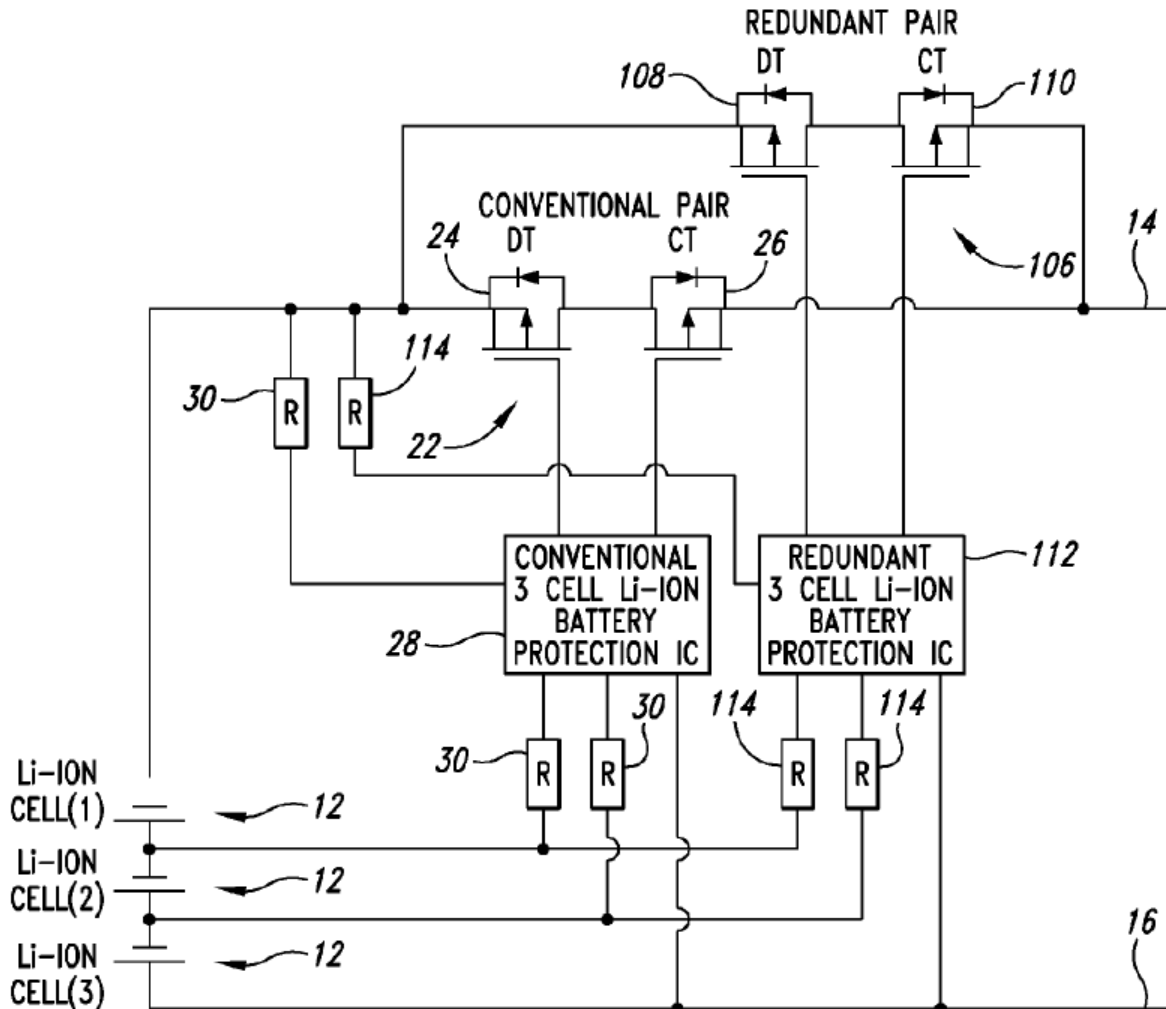 REDUNDANT PAIR
DT CT
108
110
CONVENTIONAL PAIR
DT CT
24
26
14
106
30
114
R R
22
CONVENTIONAL
3 CELL Li-ION
BATTERY
PROTECTION IC
REDUNDANT
3 CELL Li-ION
BATTERY
PROTECTION IC
112
28
30
30
114
114
R R R R
Li-ION
CELL(1)
12
Li-ION
CELL(2)
12
Li-ION
CELL(3)
12
16